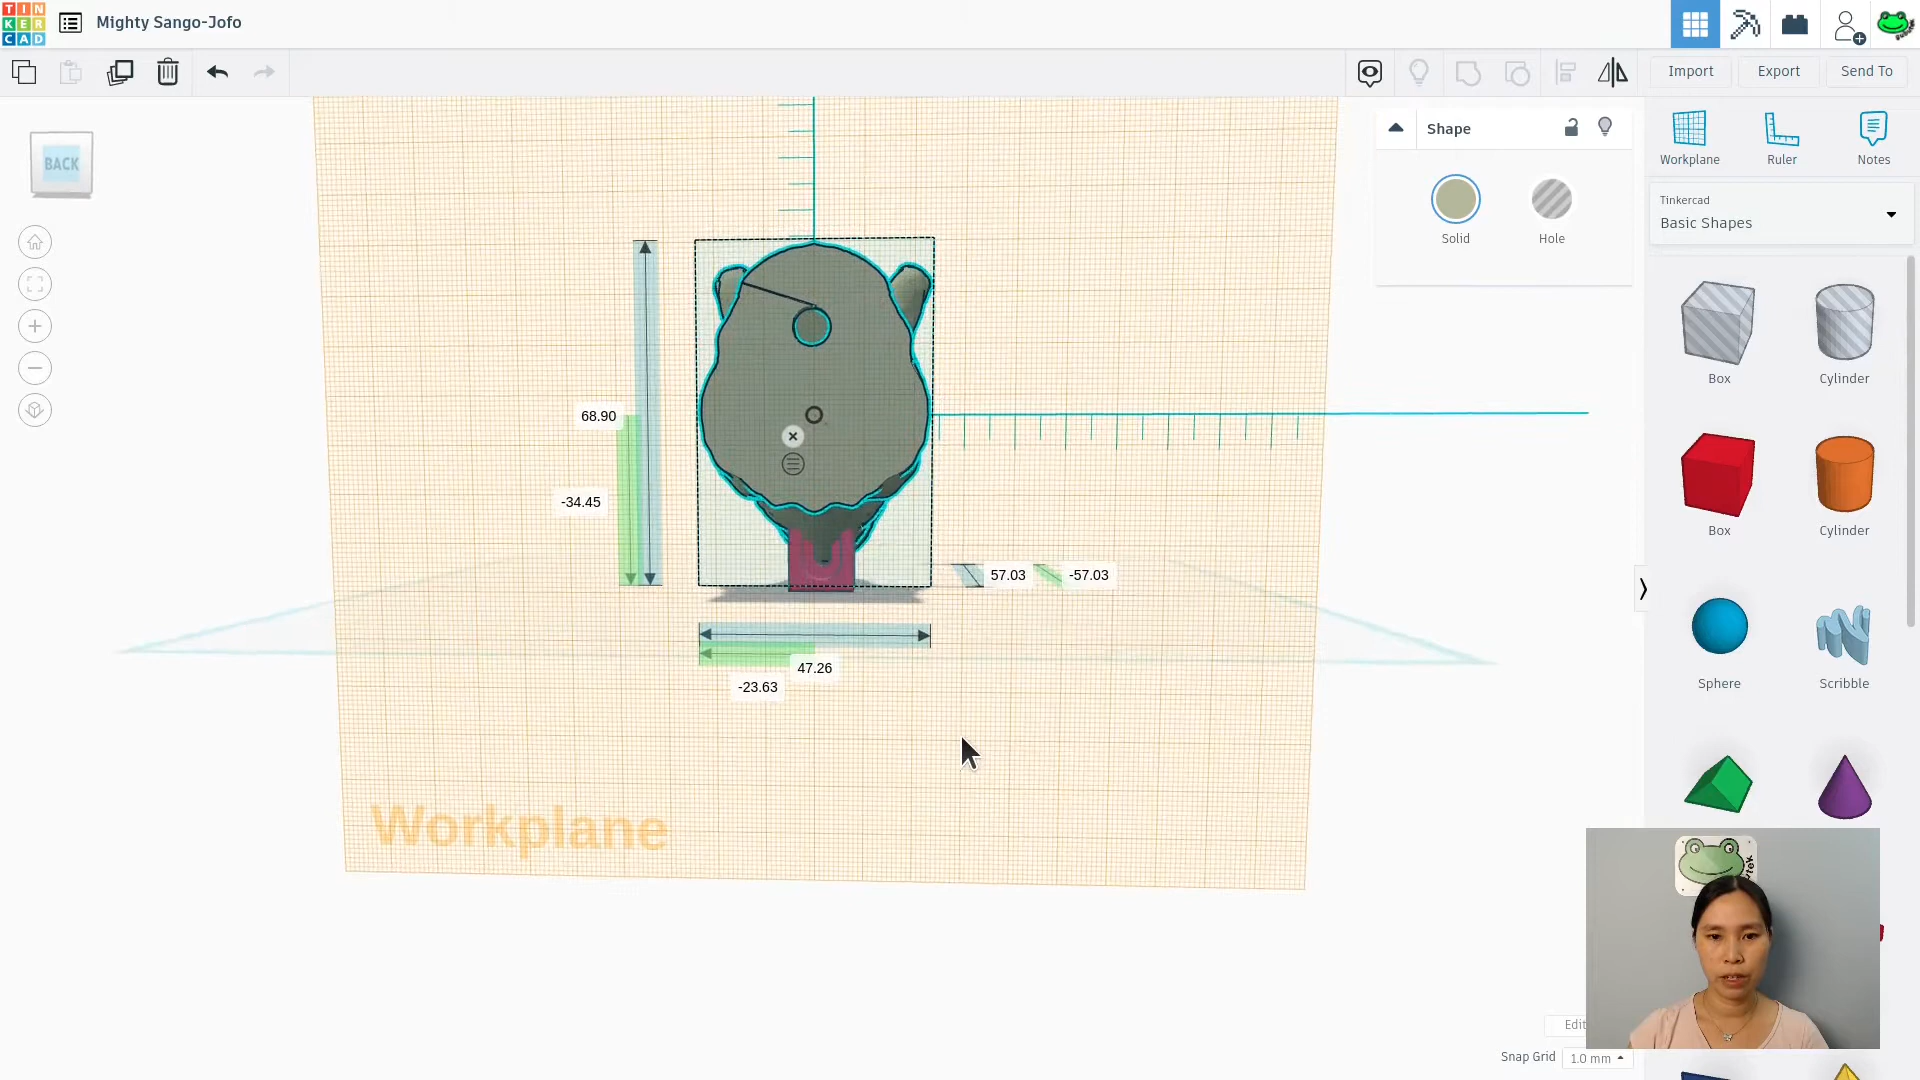 TIN
KER
CAD
Mighty Sango-Jofo
Import
Export
Send To
BACK
Shape
Solid
Hole
Workplane
Ruler
Notes
Tinkercad
Basic Shapes
Box
Cylinder
Box
Cylinder
Sphere
Scribble
68.90
-34.45
57.03
-57.03
47.26
-23.63
Workplane
Edit
Snap Grid
1.0 mm